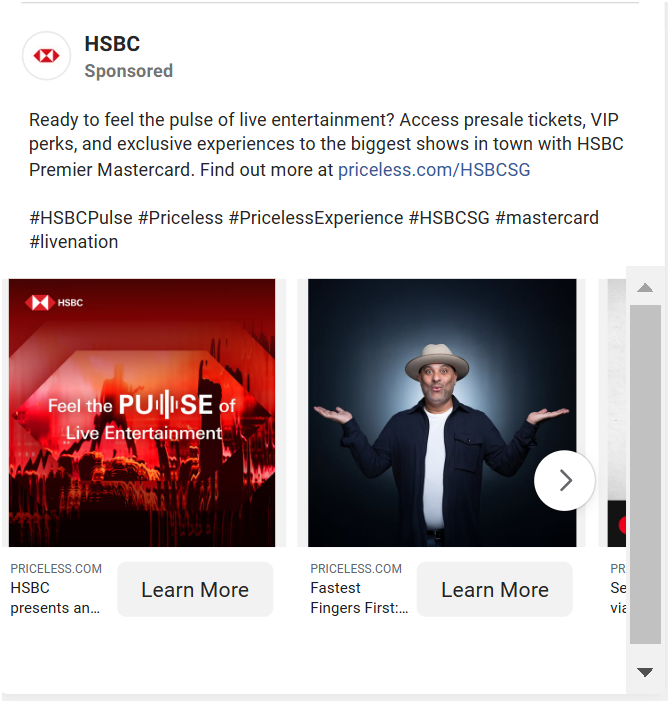 HSBC
Sponsored
Ready to feel the pulse of live entertainment? Access presale tickets, VIP
perks, and exclusive experiences to the biggest shows in town with HSBC
Premier Mastercard. Find out more at priceless.com/HSBCSG
#HSBCPulse #Priceless #PricelessExperience #HSBCSG #mastercard
#livenation
HSBC
Feel the PULSE of
Live Entertainment
PRICELESS.COM
HSBC
presents an...
Learn More
PRICELESS.COM
Fastest
Fingers First:...
Learn More
PR
Se
via